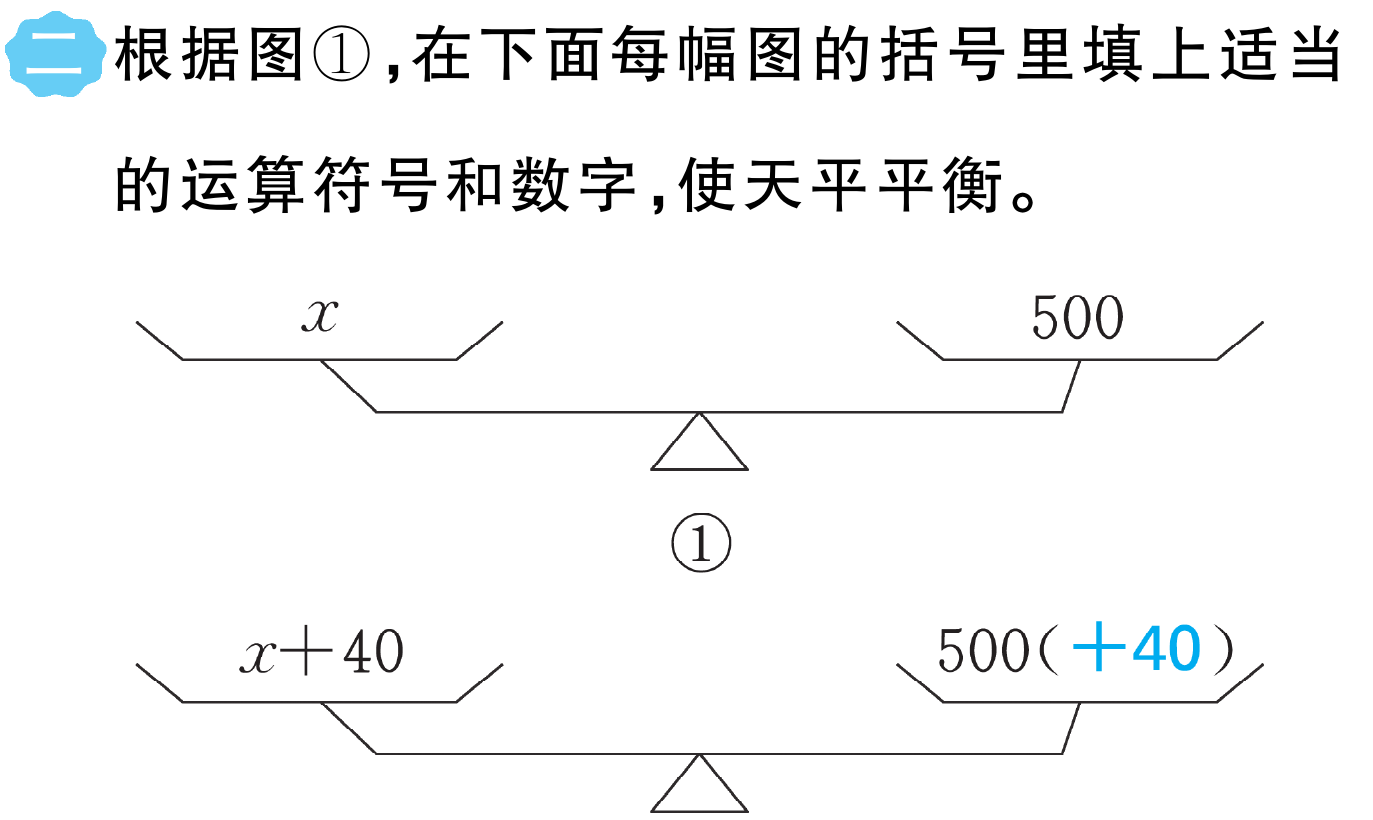 二 根据图①,在下面每幅图的括号里填上适当
的运算符号和数字,使天平平衡。
x 500
①
x+40 500(+40)